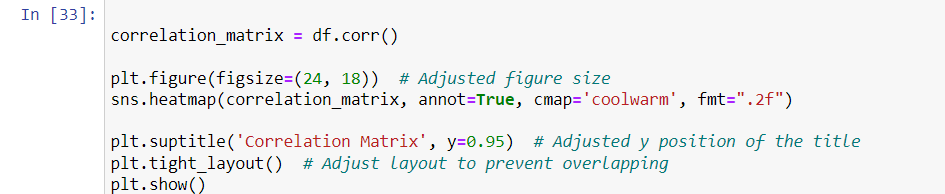 In [33]:
correlation_matrix = df.corr()
plt.figure(figsize=(24, 18))  # Adjusted figure size
sns.heatmap(correlation_matrix, annot=True, cmap='coolwarm', fmt=".2f")
plt.suptitle('Correlation Matrix', y=0.95)  # Adjusted y position of the title
plt.tight_layout()  # Adjust layout to prevent overlapping
plt.show()